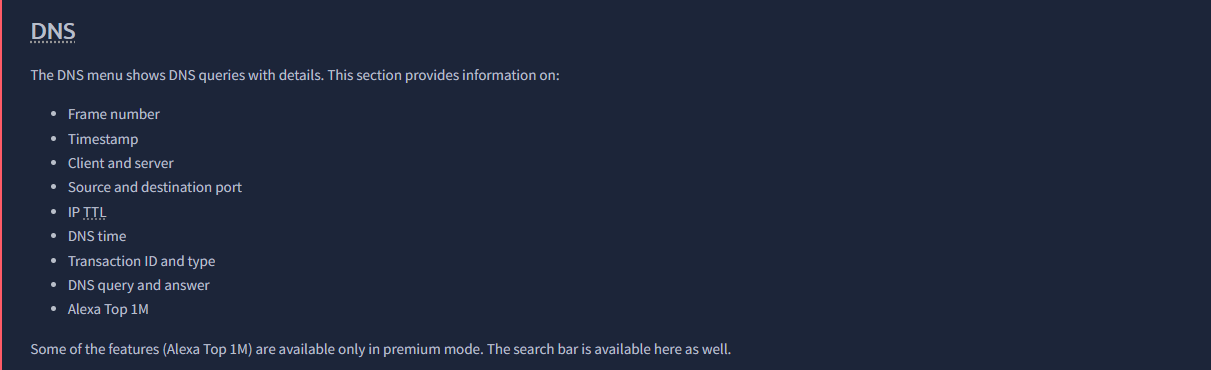 DNS
The DNS menu shows DNS queries with details. This section provides information on:
Frame number
Timestamp
Client and server
Source and destination port
IP TTL
DNS time
Transaction ID and type
DNS query and answer
Alexa Top 1M
Some of the features (Alexa Top 1M) are available only in premium mode. The search bar is available here as well.